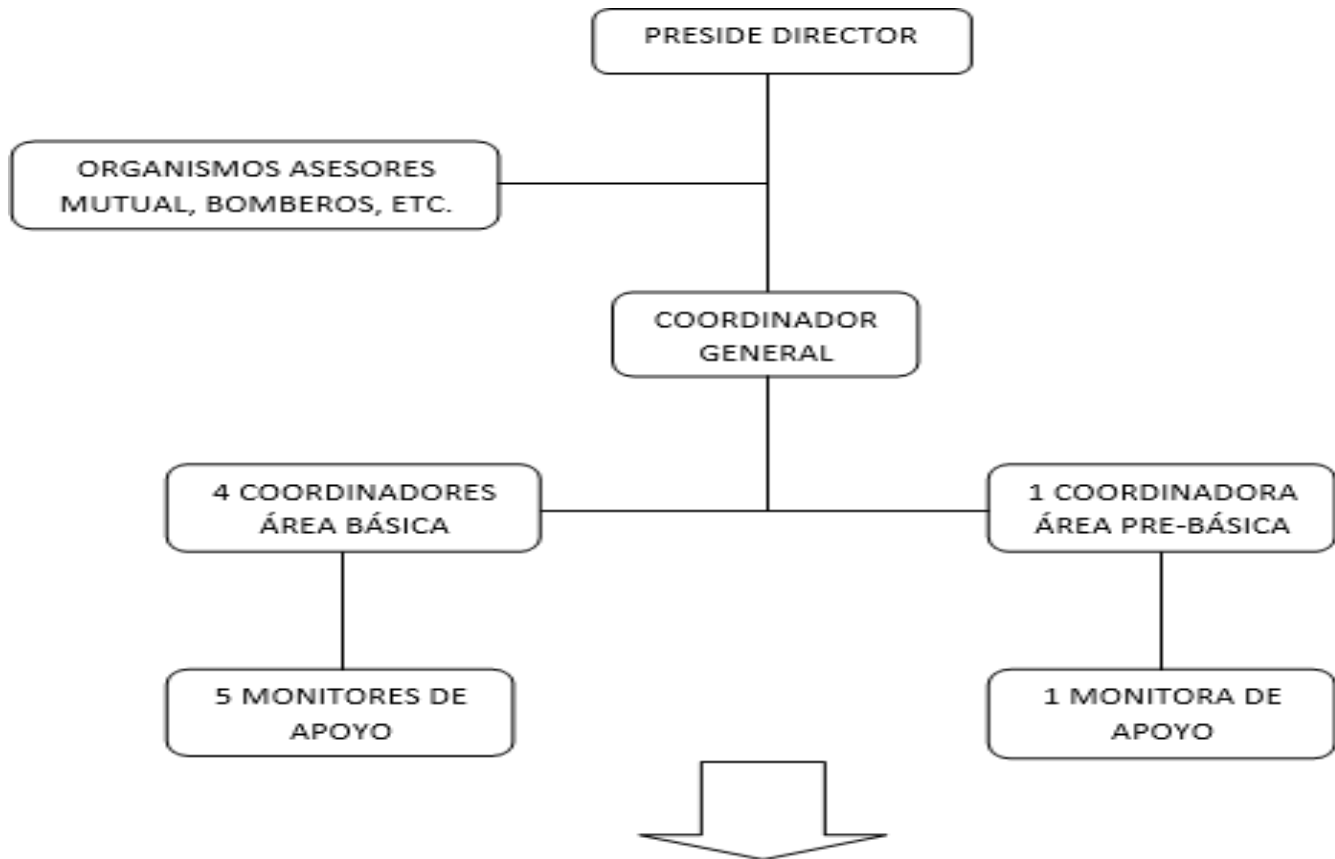 PRESIDE DIRECTOR
ORGANISMOS ASESORES
MUTUAL, BOMBEROS, ETC.
COORDINADOR
GENERAL
4 COORDINADORES
ÁREA BÁSICA
1 COORDINADORA
ÁREA PRE-BÁSICA
5 MONITORES DE
APOYO
1 MONITORA DE
APOYO